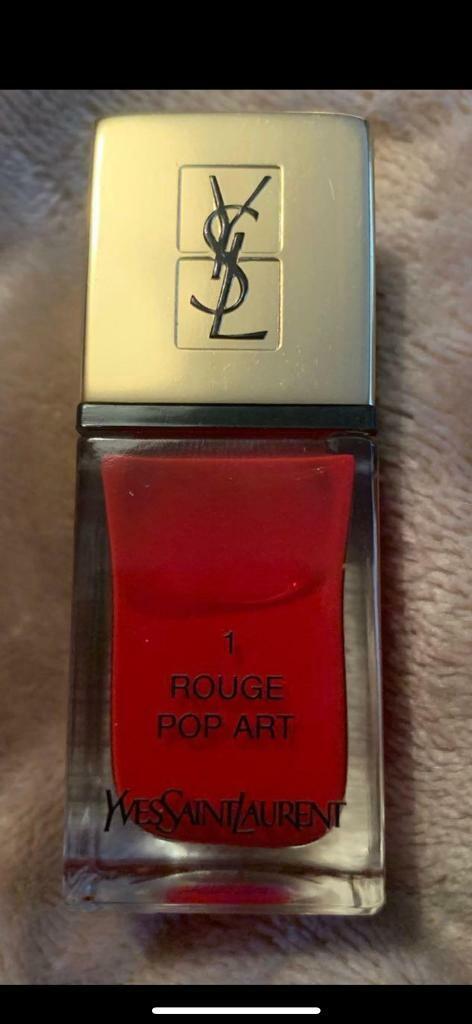 YSL
1
ROUGE
POP ART
YVESSAINTLAURENT